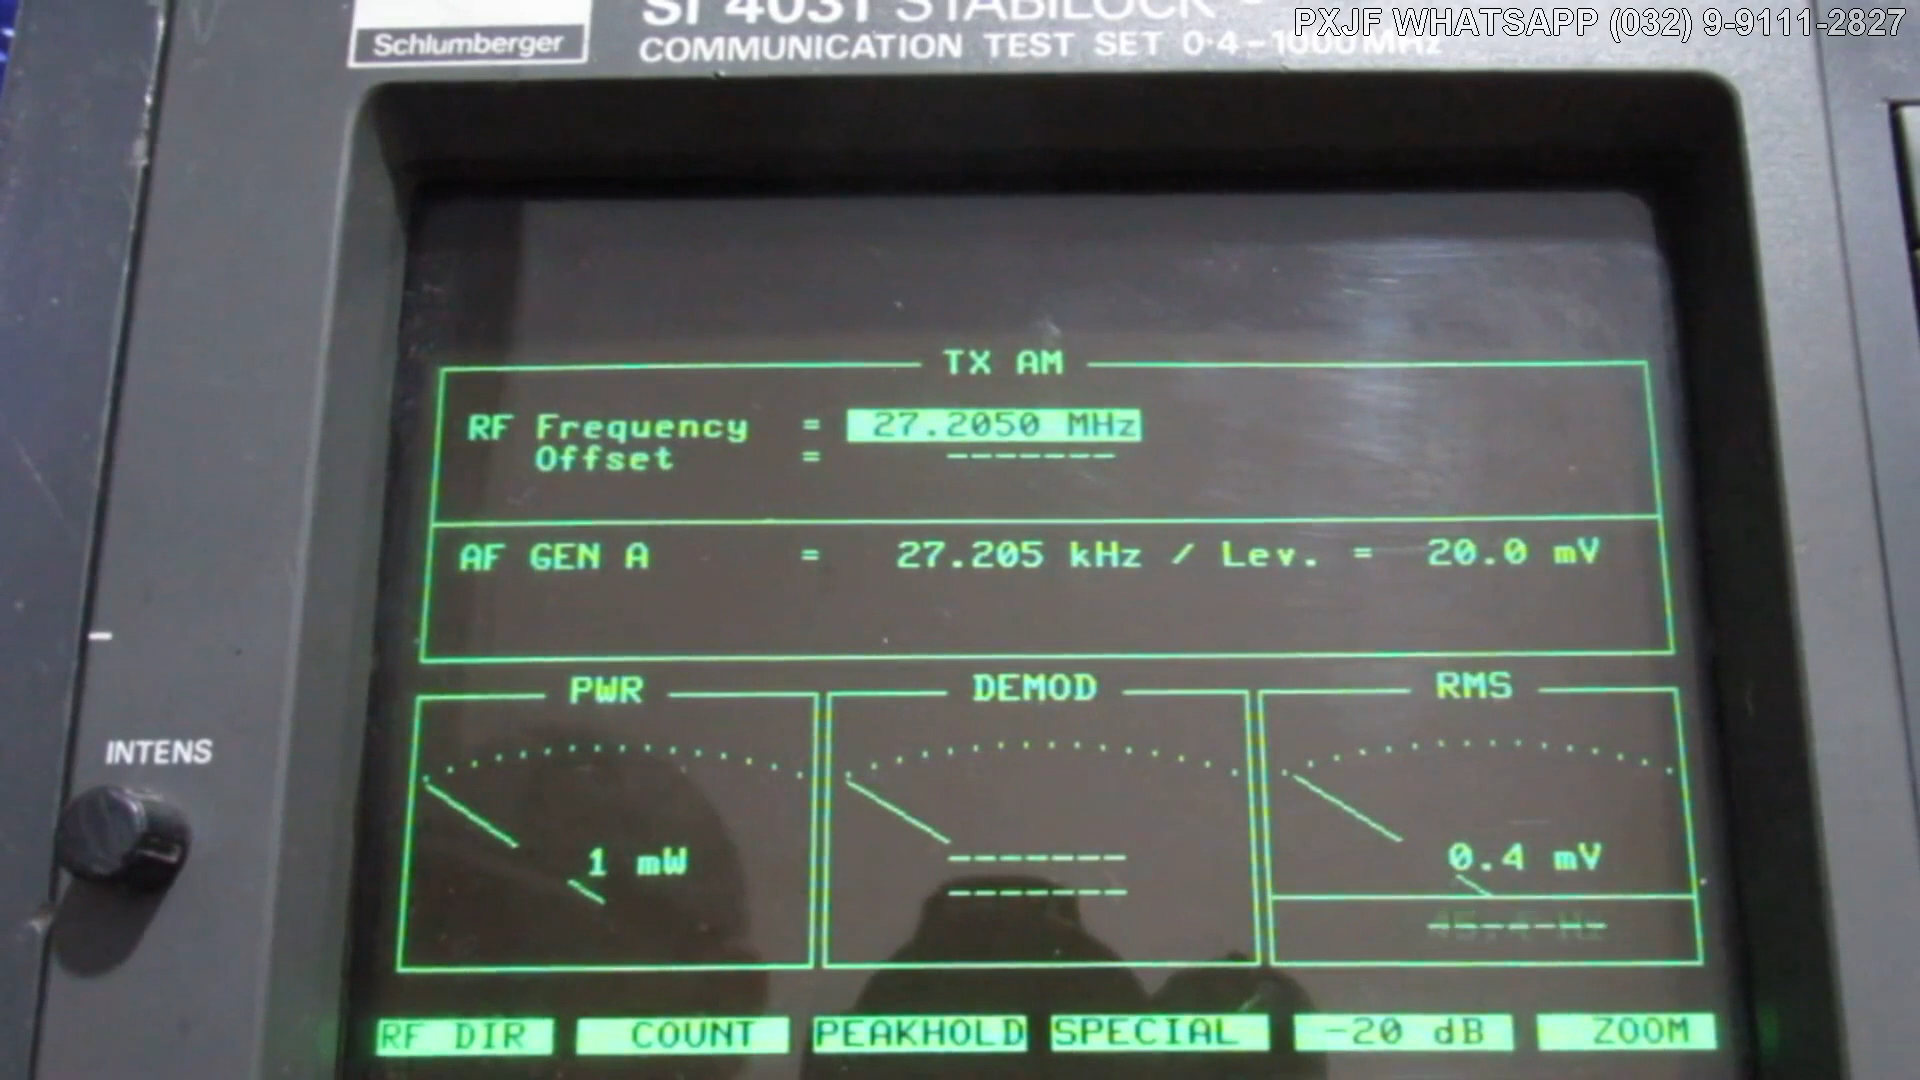 PXJF WHATSAPP (032) 9-9111-2827
Schlumberger
SI 4031 STABILOCK
COMMUNICATION TEST SET 0·4-1000MHz
TX AM
RF Frequency = 27.2050 MHz
Offset = -------
AF GEN A = 27.205 kHz / Lev. = 20.0 mV
PWR
DEMOD
RMS
INTENS
1 mW
-------
-------
0.4 mV
RF DIR
COUNT
PEAKHOLD
SPECIAL
-20 dB
ZOOM